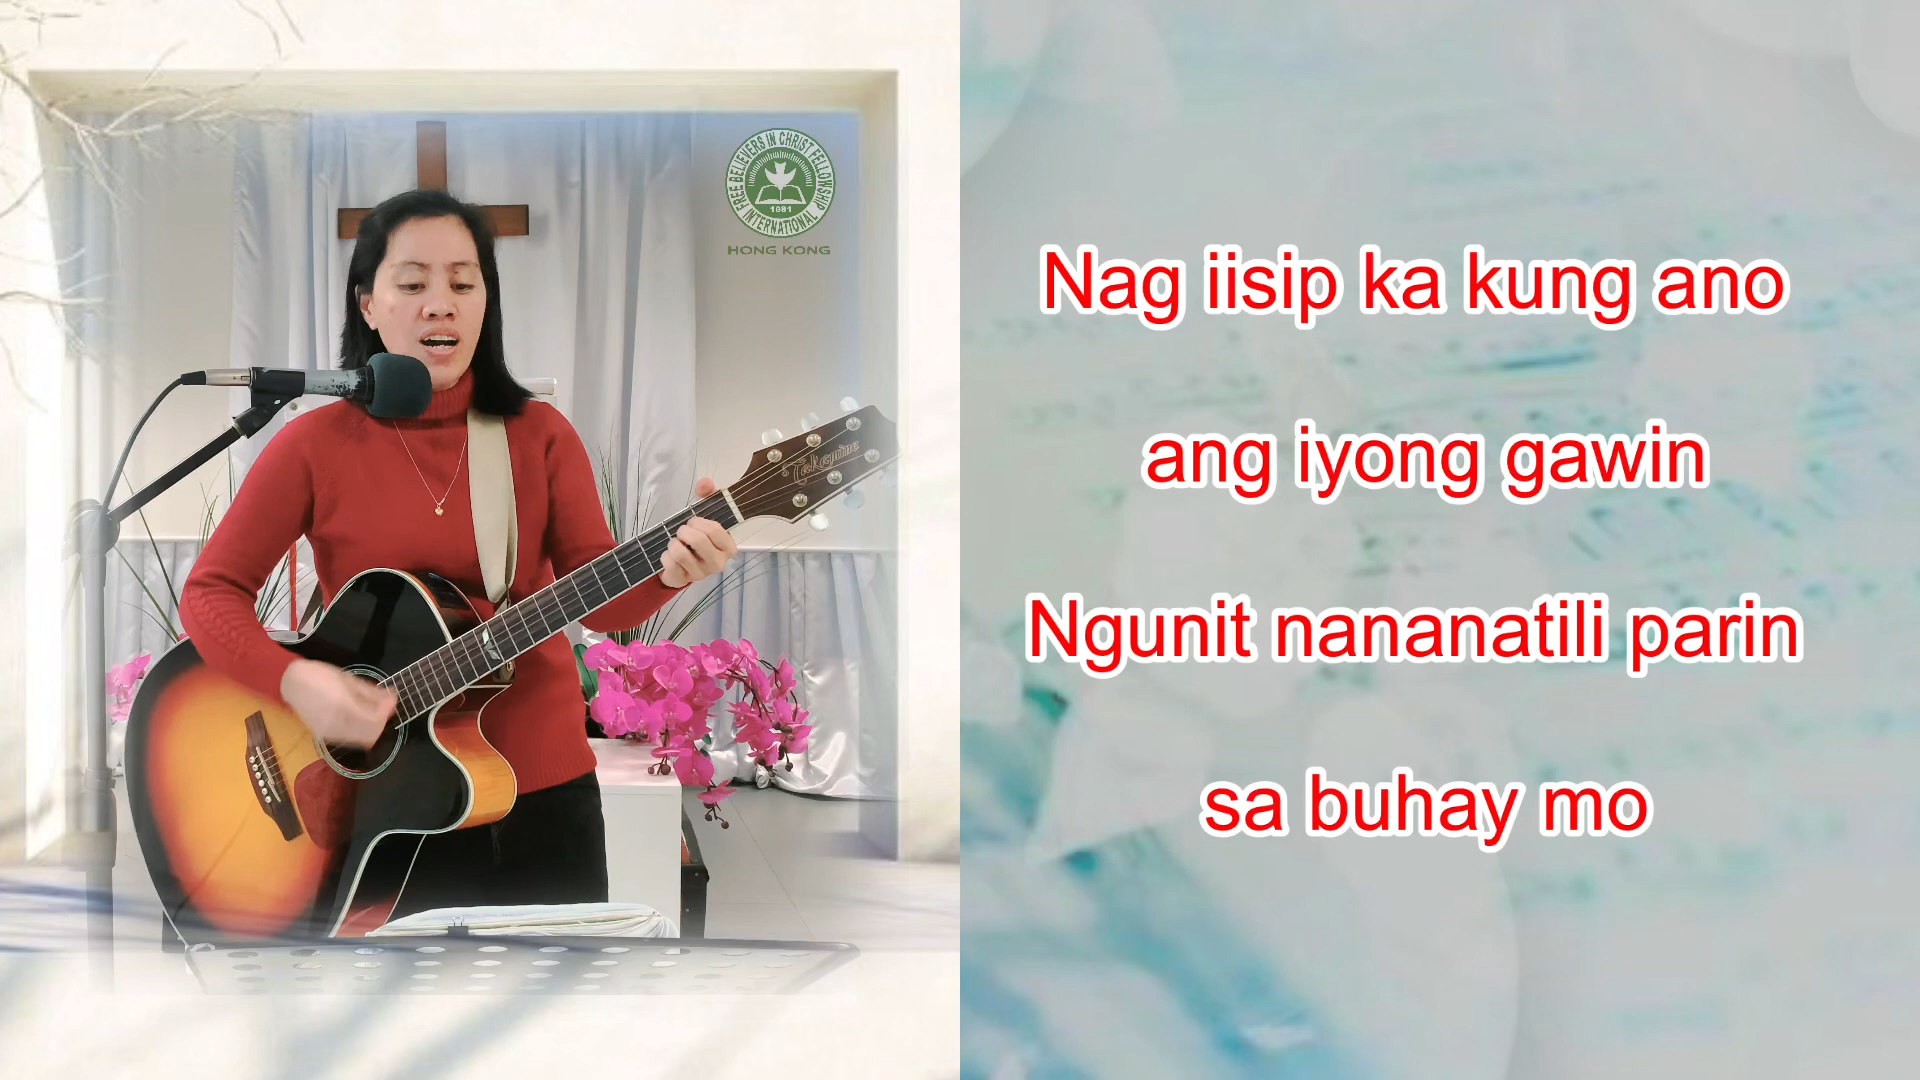 FREE BELIEVERS IN CHRIST FELLOWSHIP
INTERNATIONAL
1981
HONG KONG
Takamine
Nag iisip ka kung ano
ang iyong gawin
Ngunit nananatili parin
sa buhay mo